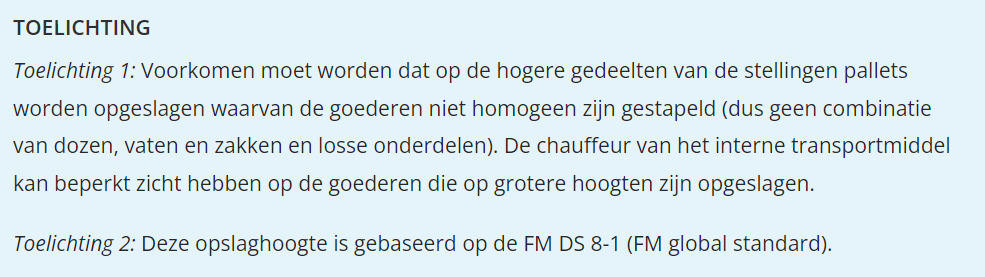 TOELICHTING
Toelichting 1: Voorkomen moet worden dat op de hogere gedeelten van de stellingen pallets
worden opgeslagen waarvan de goederen niet homogeen zijn gestapeld (dus geen combinatie
van dozen, vaten en zakken en losse onderdelen). De chauffeur van het interne transportmiddel
kan beperkt zicht hebben op de goederen die op grotere hoogten zijn opgeslagen.
Toelichting 2: Deze opslaghoogte is gebaseerd op de FM DS 8-1 (FM global standard).